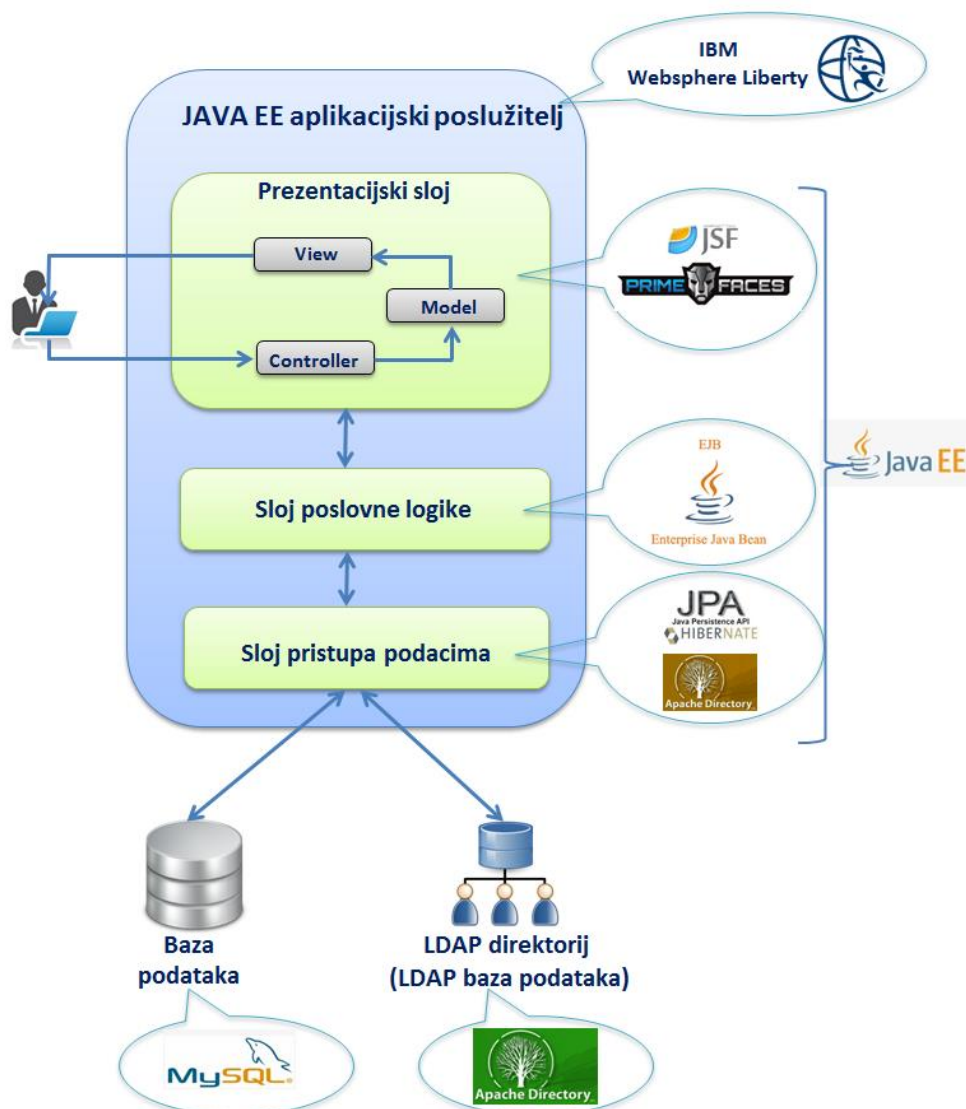 IBM
Websphere Liberty
JAVA EE aplikacijski poslužitelj
Prezentacijski sloj
View
Model
Controller
JSF
PRIME FACES
Sloj poslovne logike
EJB
Enterprise Java Bean
Java EE
Sloj pristupa podacima
JPA
Java Persistence API
HIBERNATE
Apache Directory
Baza
podataka
LDAP direktorij
(LDAP baza podataka)
MySQL
Apache Directory